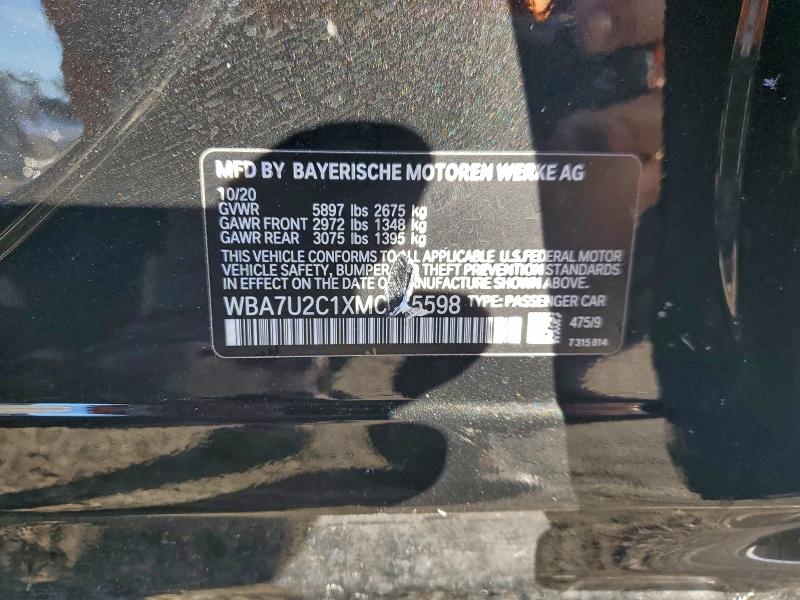 MFD BY BAYERISCHE MOTOREN WERKE AG
10/20
GVWR 5897 lbs 2675 kg
GAWR FRONT 2972 lbs 1348 kg
GAWR REAR 3075 lbs 1395 kg
THIS VEHICLE CONFORMS TO ALL APPLICABLE U.S.FEDERAL MOTOR
VEHICLE SAFETY, BUMPER THEFT PREVENTION STANDARDS
IN EFFECT ON THE DATE OF MANUFACTURE SHOWN ABOVE.
TYPE: PASSENGER CAR
475/9
7315814